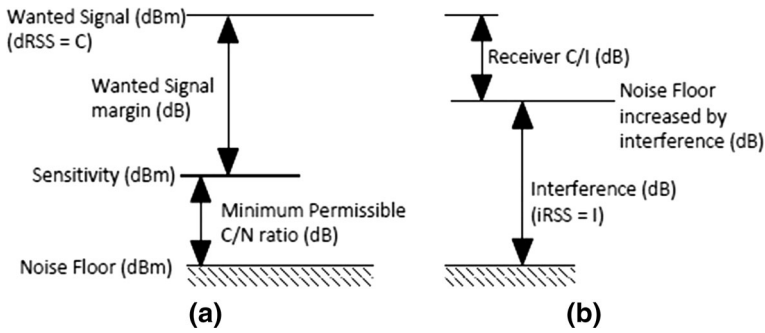 Wanted Signal (dBm)
(dRSS = C)
Wanted Signal
margin (dB)
Sensitivity (dBm)
Minimum Permissible
C/N ratio (dB)
Noise Floor (dBm)
(a)
Receiver C/I (dB)
Noise Floor
increased by
interference (dB)
Interference (dB)
(iRSS = I)
(b)